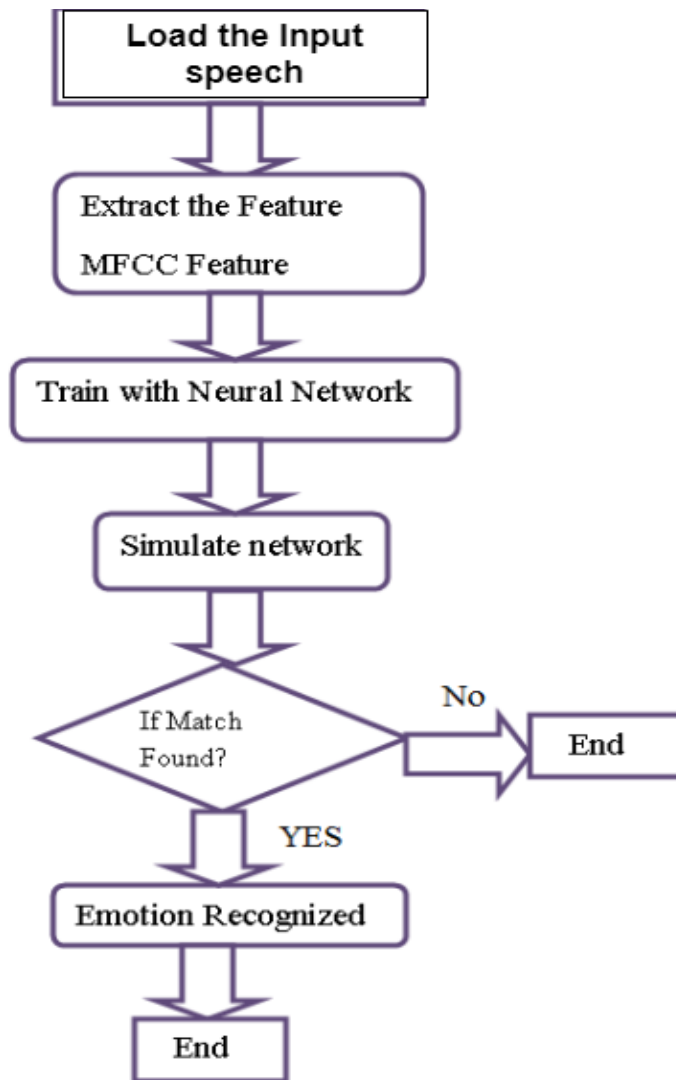 Load the Input
speech
Extract the Feature
MFCC Feature
Train with Neural Network
Simulate network
If Match
Found?
No
End
YES
Emotion Recognized
End